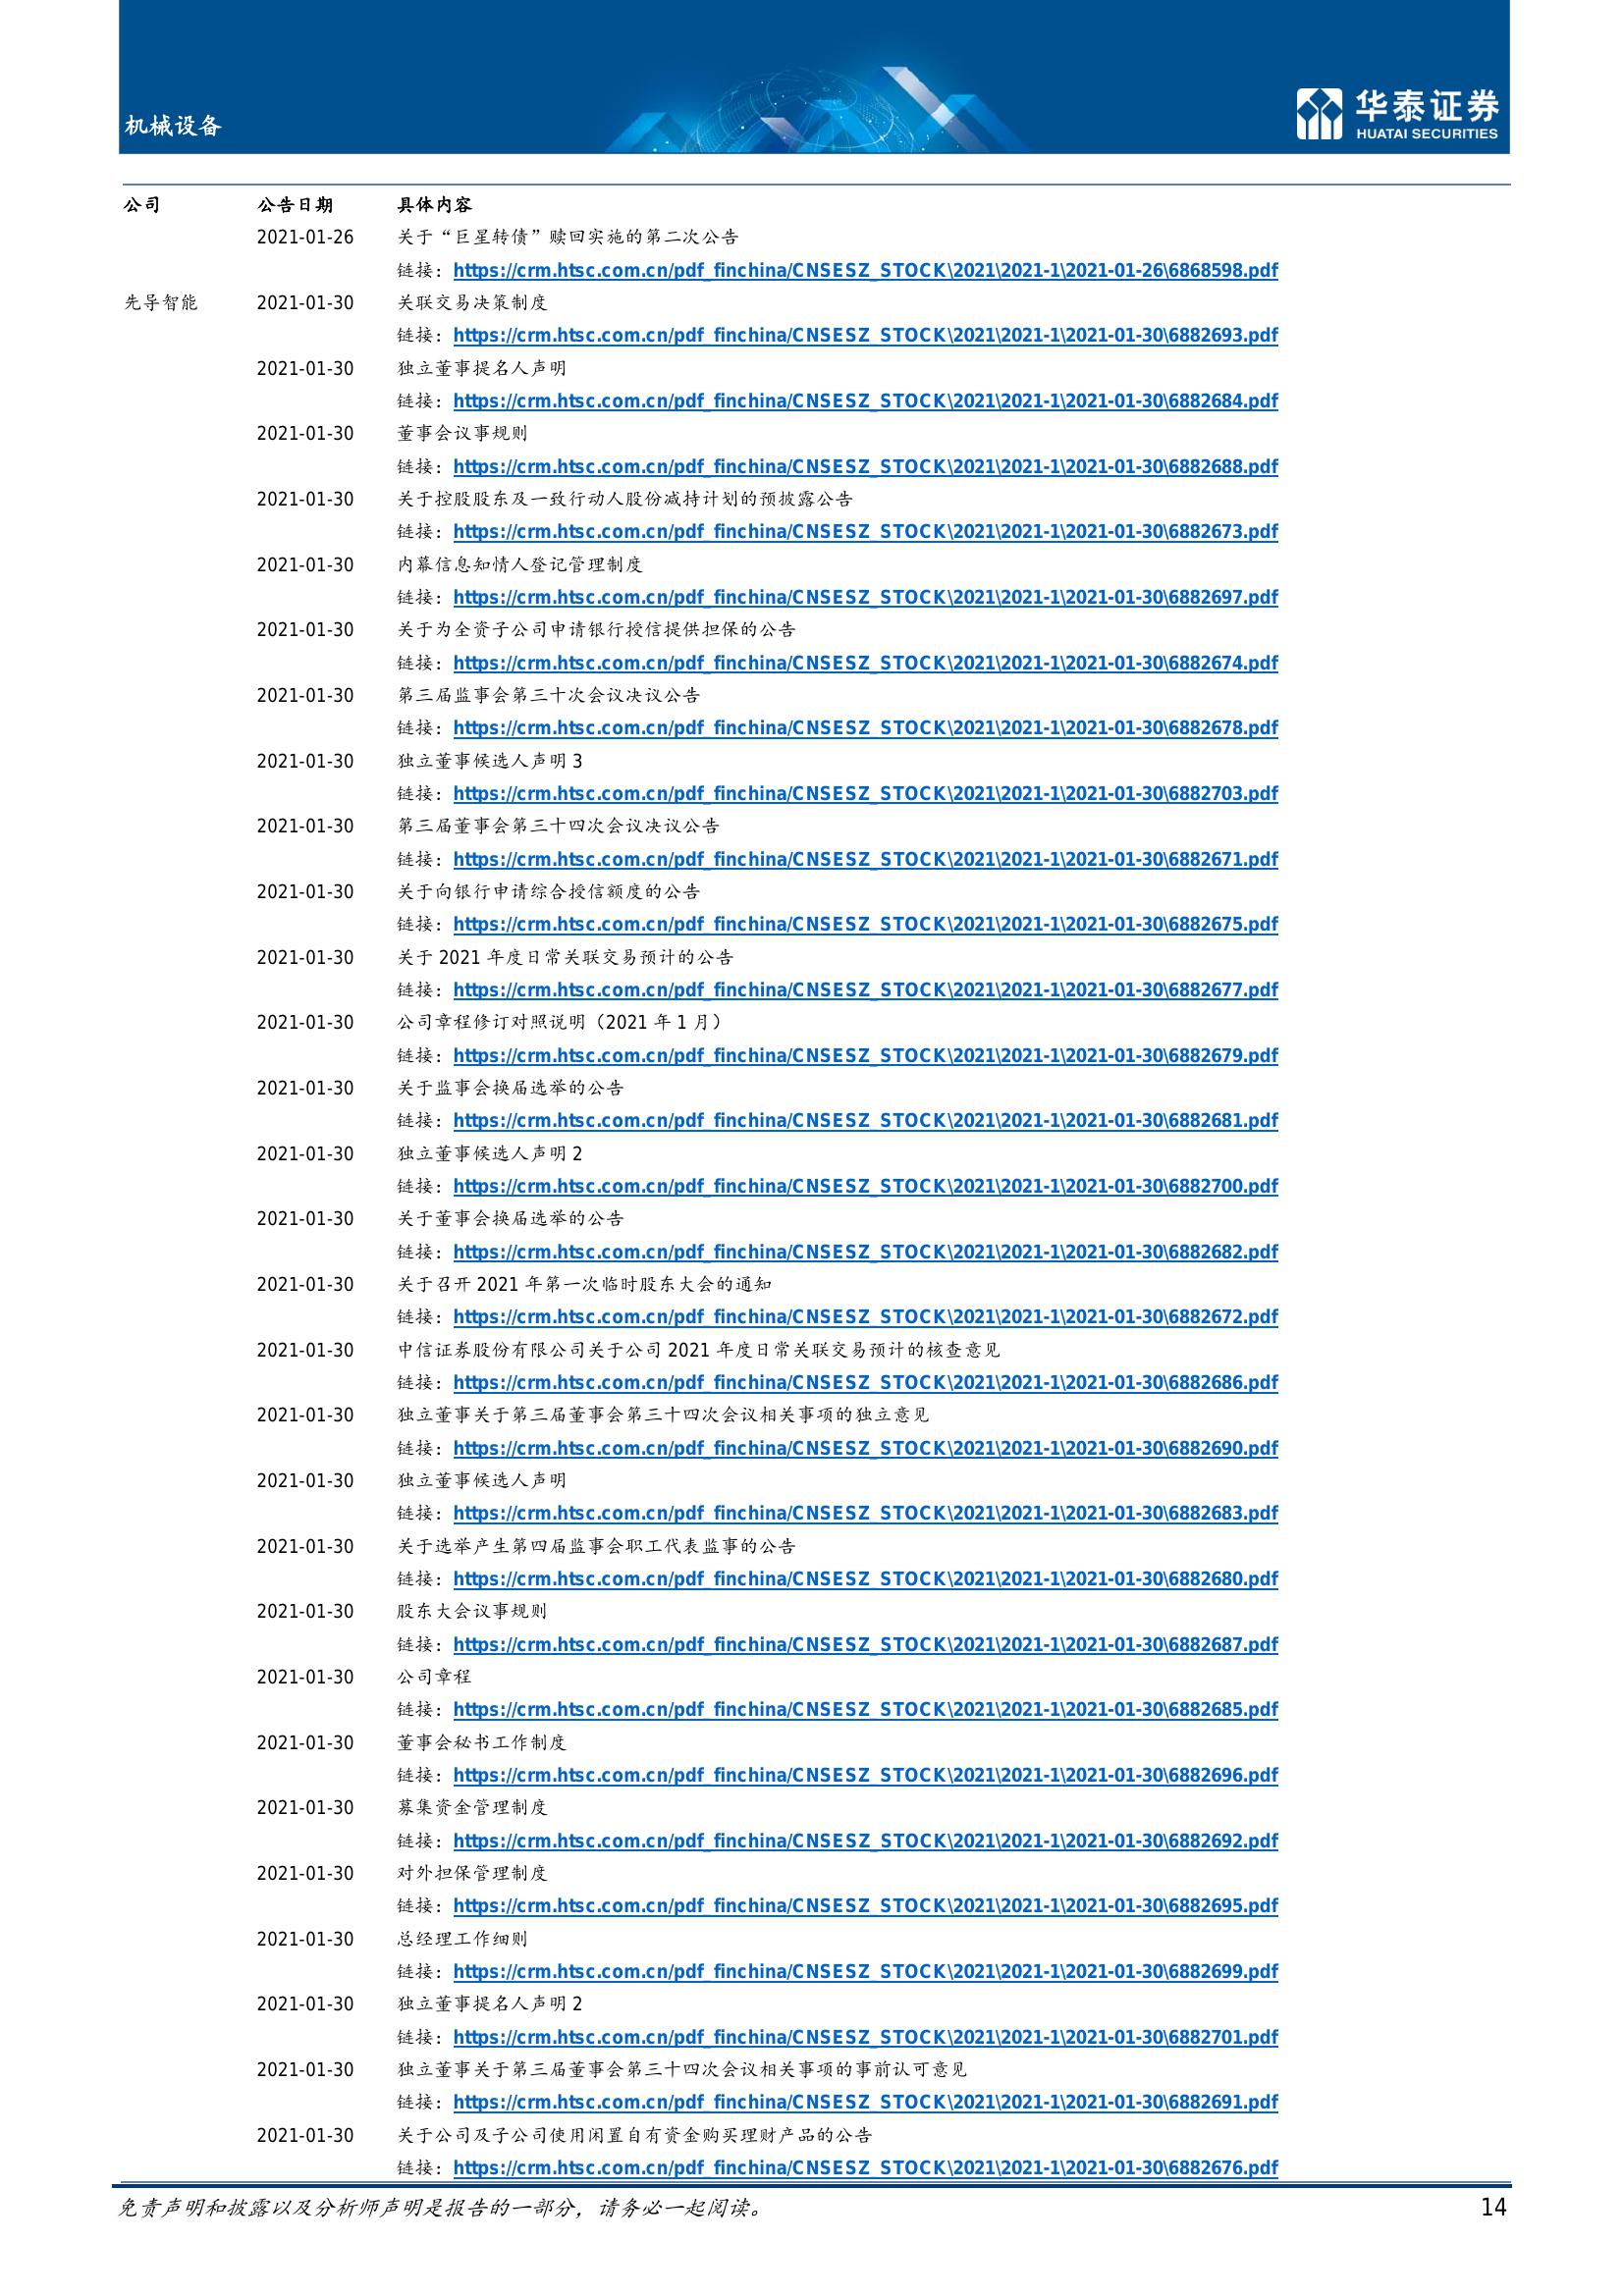 机械设备
华泰证券
HUATAI SECURITIES
公司 公告日期 具体内容
2021-01-26 关于“巨星转债”赎回实施的第二次公告
链接：https://crm.htsc.com.cn/pdf_finchina/CNSESZ_STOCK\2021\2021-1\2021-01-26\6868598.pdf
先导智能 2021-01-30 关联交易决策制度
链接：https://crm.htsc.com.cn/pdf_finchina/CNSESZ_STOCK\2021\2021-1\2021-01-30\6882693.pdf
2021-01-30 独立董事提名人声明
链接：https://crm.htsc.com.cn/pdf_finchina/CNSESZ_STOCK\2021\2021-1\2021-01-30\6882684.pdf
2021-01-30 董事会议事规则
链接：https://crm.htsc.com.cn/pdf_finchina/CNSESZ_STOCK\2021\2021-1\2021-01-30\6882688.pdf
2021-01-30 关于控股股东及一致行动人股份减持计划的预披露公告
链接：https://crm.htsc.com.cn/pdf_finchina/CNSESZ_STOCK\2021\2021-1\2021-01-30\6882673.pdf
2021-01-30 内幕信息知情人登记管理制度
链接：https://crm.htsc.com.cn/pdf_finchina/CNSESZ_STOCK\2021\2021-1\2021-01-30\6882697.pdf
2021-01-30 关于为全资子公司申请银行授信提供担保的公告
链接：https://crm.htsc.com.cn/pdf_finchina/CNSESZ_STOCK\2021\2021-1\2021-01-30\6882674.pdf
2021-01-30 第三届监事会第三十次会议决议公告
链接：https://crm.htsc.com.cn/pdf_finchina/CNSESZ_STOCK\2021\2021-1\2021-01-30\6882678.pdf
2021-01-30 独立董事候选人声明 3
链接：https://crm.htsc.com.cn/pdf_finchina/CNSESZ_STOCK\2021\2021-1\2021-01-30\6882703.pdf
2021-01-30 第三届董事会第三十四次会议决议公告
链接：https://crm.htsc.com.cn/pdf_finchina/CNSESZ_STOCK\2021\2021-1\2021-01-30\6882671.pdf
2021-01-30 关于向银行申请综合授信额度的公告
链接：https://crm.htsc.com.cn/pdf_finchina/CNSESZ_STOCK\2021\2021-1\2021-01-30\6882675.pdf
2021-01-30 关于 2021 年度日常关联交易预计的公告
链接：https://crm.htsc.com.cn/pdf_finchina/CNSESZ_STOCK\2021\2021-1\2021-01-30\6882677.pdf
2021-01-30 公司章程修订对照说明（2021 年 1 月）
链接：https://crm.htsc.com.cn/pdf_finchina/CNSESZ_STOCK\2021\2021-1\2021-01-30\6882679.pdf
2021-01-30 关于监事会换届选举的公告
链接：https://crm.htsc.com.cn/pdf_finchina/CNSESZ_STOCK\2021\2021-1\2021-01-30\6882681.pdf
2021-01-30 独立董事候选人声明 2
链接：https://crm.htsc.com.cn/pdf_finchina/CNSESZ_STOCK\2021\2021-1\2021-01-30\6882700.pdf
2021-01-30 关于董事会换届选举的公告
链接：https://crm.htsc.com.cn/pdf_finchina/CNSESZ_STOCK\2021\2021-1\2021-01-30\6882682.pdf
2021-01-30 关于召开 2021 年第一次临时股东大会的通知
链接：https://crm.htsc.com.cn/pdf_finchina/CNSESZ_STOCK\2021\2021-1\2021-01-30\6882672.pdf
2021-01-30 中信证券股份有限公司关于公司 2021 年度日常关联交易预计的核查意见
链接：https://crm.htsc.com.cn/pdf_finchina/CNSESZ_STOCK\2021\2021-1\2021-01-30\6882686.pdf
2021-01-30 独立董事关于第三届董事会第三十四次会议相关事项的独立意见
链接：https://crm.htsc.com.cn/pdf_finchina/CNSESZ_STOCK\2021\2021-1\2021-01-30\6882690.pdf
2021-01-30 独立董事候选人声明
链接：https://crm.htsc.com.cn/pdf_finchina/CNSESZ_STOCK\2021\2021-1\2021-01-30\6882683.pdf
2021-01-30 关于选举产生第四届监事会职工代表监事的公告
链接：https://crm.htsc.com.cn/pdf_finchina/CNSESZ_STOCK\2021\2021-1\2021-01-30\6882680.pdf
2021-01-30 股东大会议事规则
链接：https://crm.htsc.com.cn/pdf_finchina/CNSESZ_STOCK\2021\2021-1\2021-01-30\6882687.pdf
2021-01-30 公司章程
链接：https://crm.htsc.com.cn/pdf_finchina/CNSESZ_STOCK\2021\2021-1\2021-01-30\6882685.pdf
2021-01-30 董事会秘书工作制度
链接：https://crm.htsc.com.cn/pdf_finchina/CNSESZ_STOCK\2021\2021-1\2021-01-30\6882696.pdf
2021-01-30 募集资金管理制度
链接：https://crm.htsc.com.cn/pdf_finchina/CNSESZ_STOCK\2021\2021-1\2021-01-30\6882692.pdf
2021-01-30 对外担保管理制度
链接：https://crm.htsc.com.cn/pdf_finchina/CNSESZ_STOCK\2021\2021-1\2021-01-30\6882695.pdf
2021-01-30 总经理工作细则
链接：https://crm.htsc.com.cn/pdf_finchina/CNSESZ_STOCK\2021\2021-1\2021-01-30\6882699.pdf
2021-01-30 独立董事提名人声明 2
链接：https://crm.htsc.com.cn/pdf_finchina/CNSESZ_STOCK\2021\2021-1\2021-01-30\6882701.pdf
2021-01-30 独立董事关于第三届董事会第三十四次会议相关事项的事前认可意见
链接：https://crm.htsc.com.cn/pdf_finchina/CNSESZ_STOCK\2021\2021-1\2021-01-30\6882691.pdf
2021-01-30 关于公司及子公司使用闲置自有资金购买理财产品的公告
链接：https://crm.htsc.com.cn/pdf_finchina/CNSESZ_STOCK\2021\2021-1\2021-01-30\6882676.pdf
免责声明和披露以及分析师声明是报告的一部分，请务必一起阅读。 14